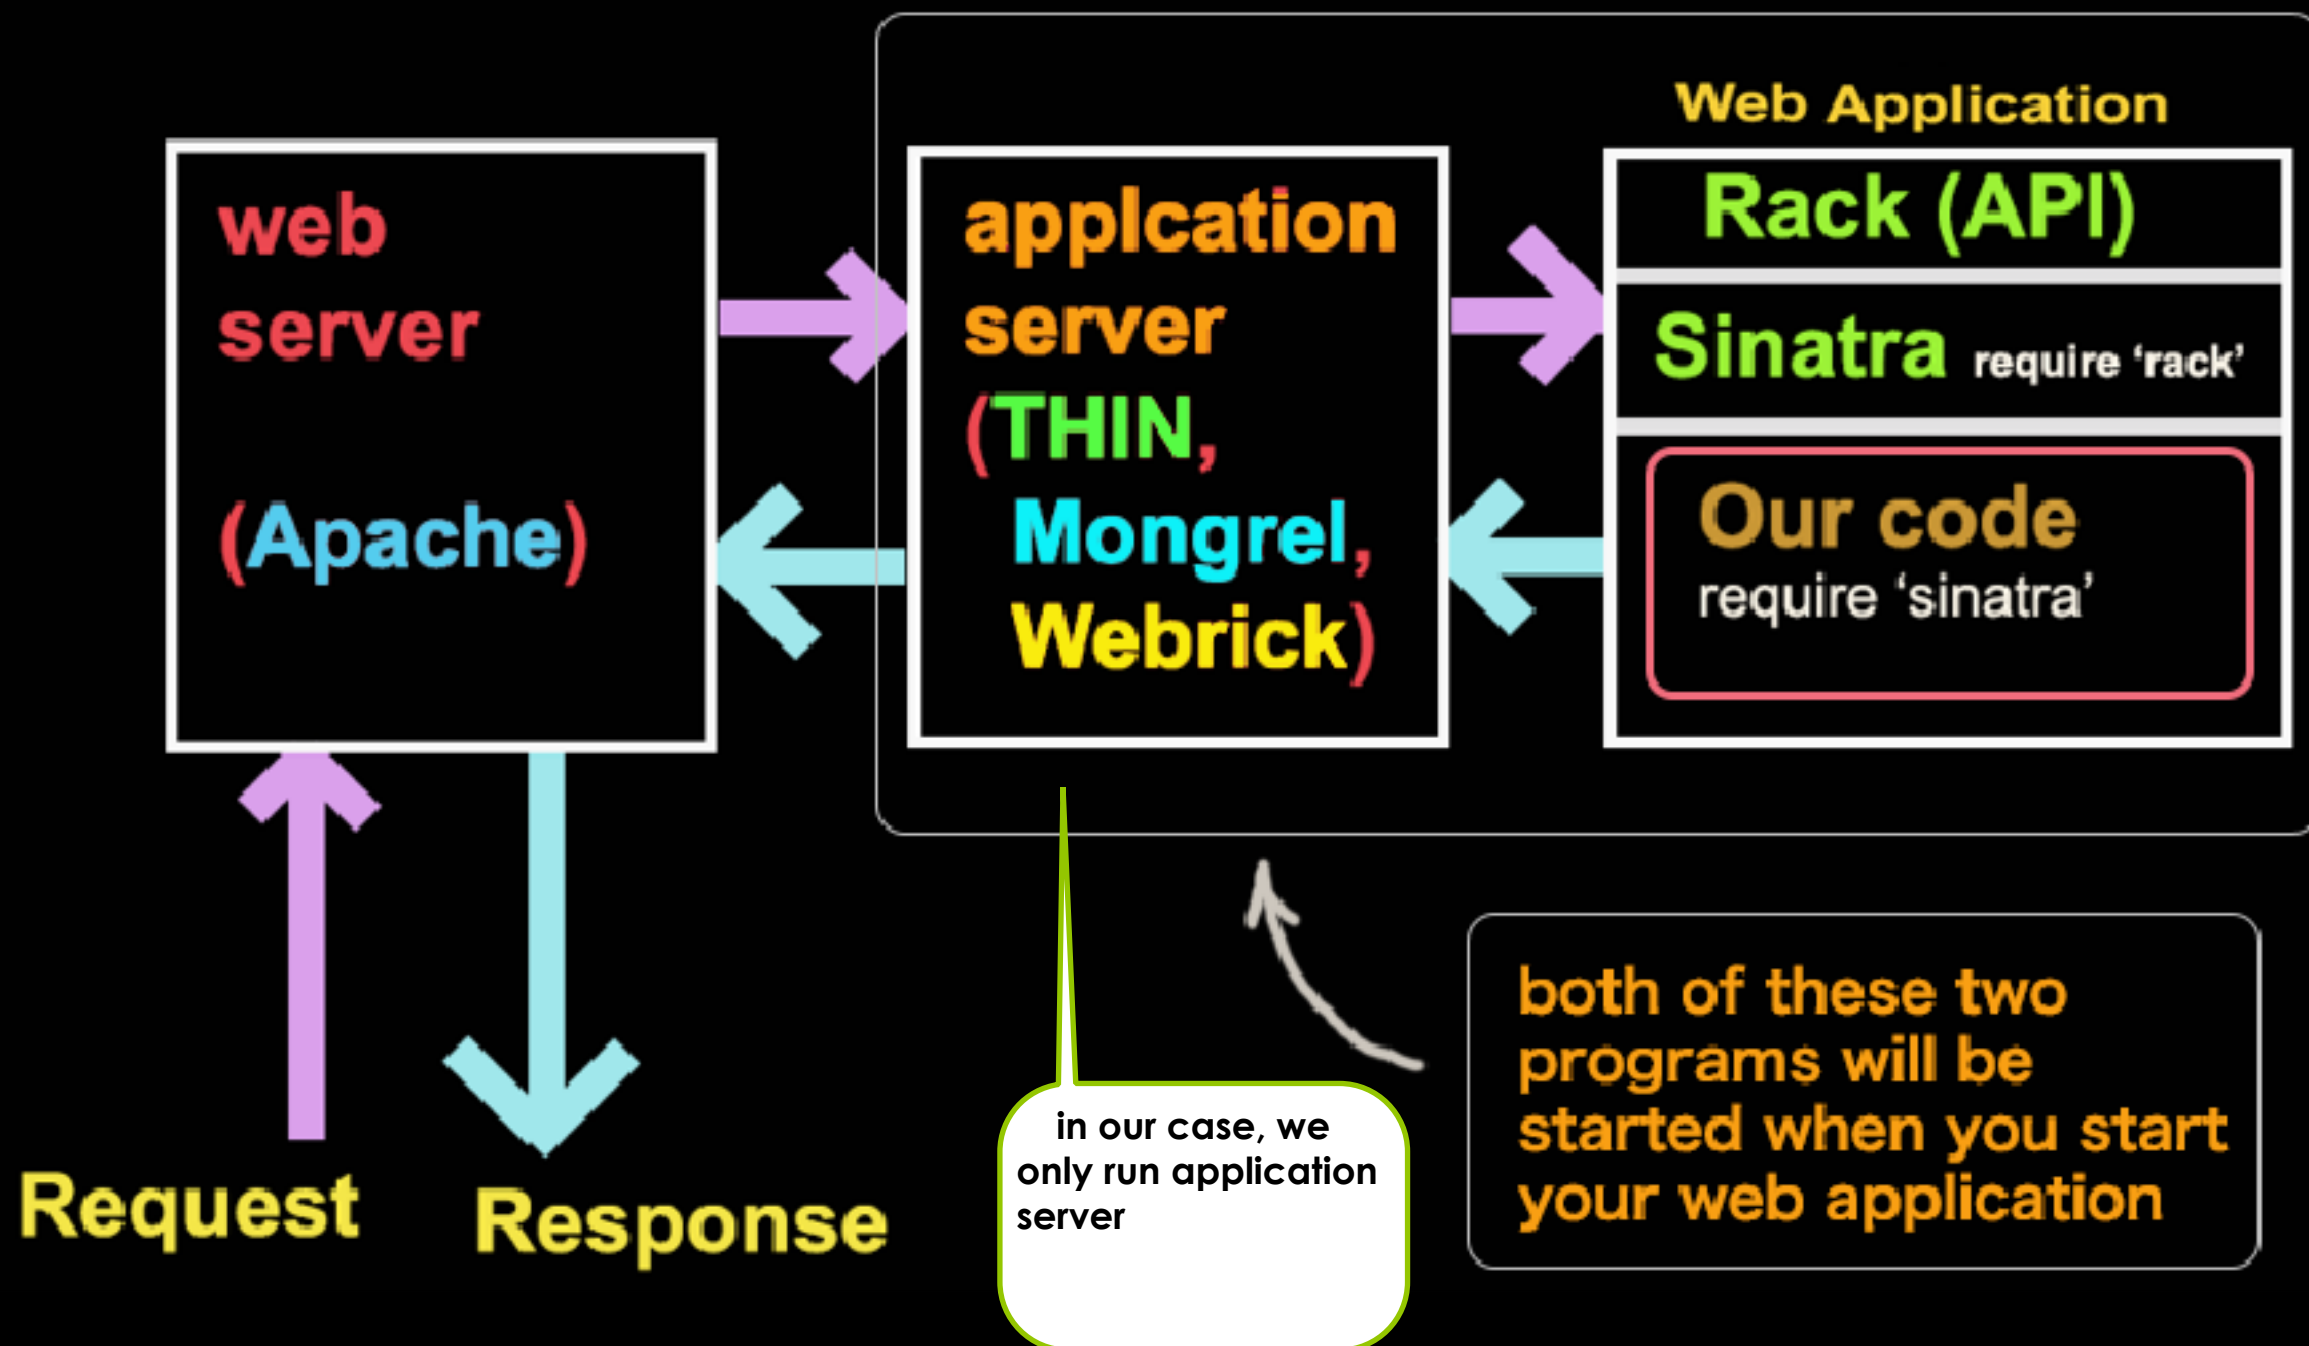 web
server
(Apache)
applcation
server
(THIN,
Mongrel,
Webrick)
Web Application
Rack (API)
Sinatra require ‘rack’
Our code
require ‘sinatra’
Request
Response
in our case, we
only run application
server
both of these two
programs will be
started when you start
your web application